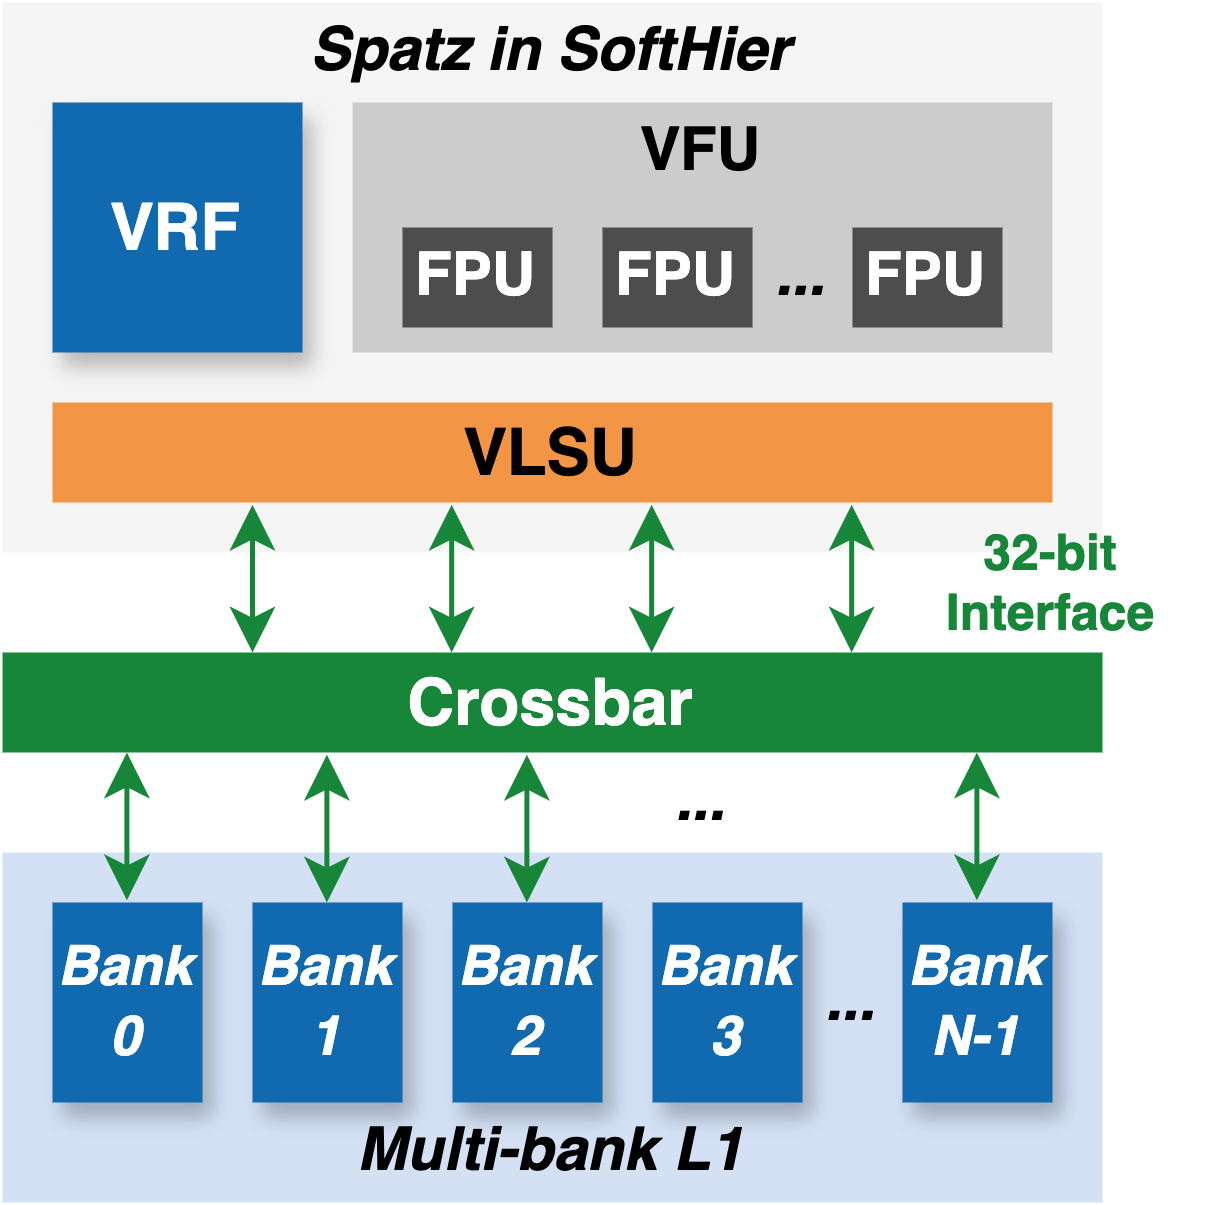 Spatz in SoftHier
VRF
VFU
FPU FPU ... FPU
VLSU
32-bit
Interface
Crossbar
...
Bank
0
Bank
1
Bank
2
Bank
3
...
Bank
N-1
Multi-bank L1